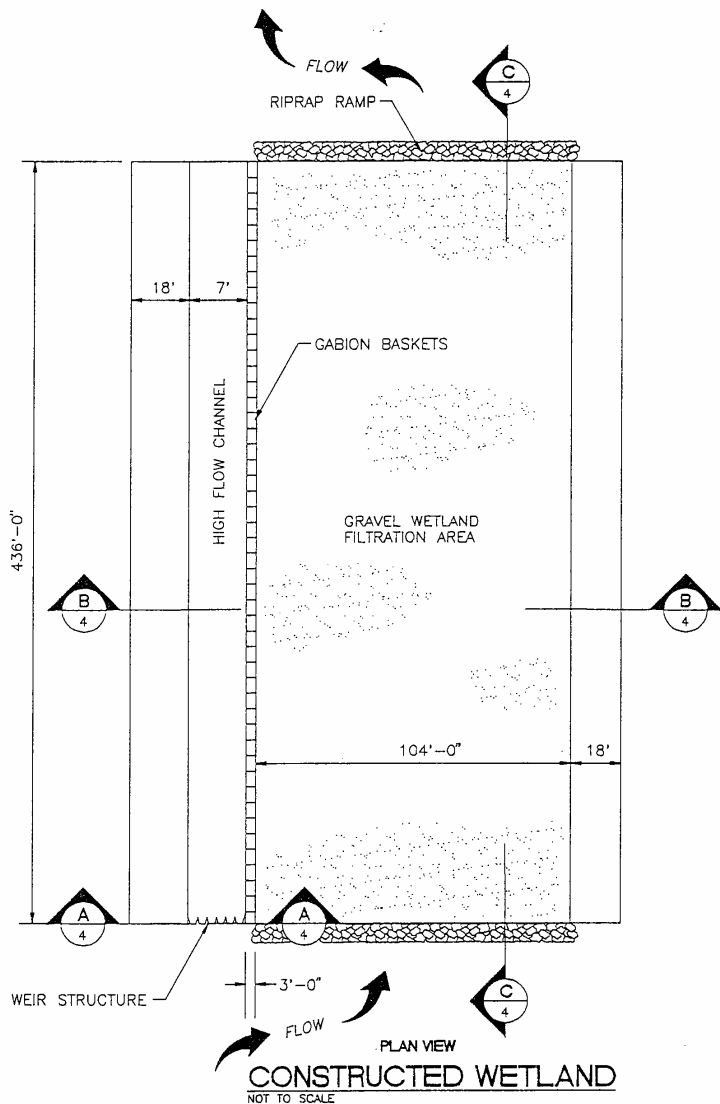 FLOW
C
4
RIPRAP RAMP
18'
7'
GABION BASKETS
HIGH FLOW CHANNEL
GRAVEL WETLAND
FILTRATION AREA
436'-0"
B
4
B
4
104'-0"
18'
A
4
A
4
WEIR STRUCTURE
3'-0"
C
4
FLOW
PLAN VIEW
CONSTRUCTED WETLAND
NOT TO SCALE